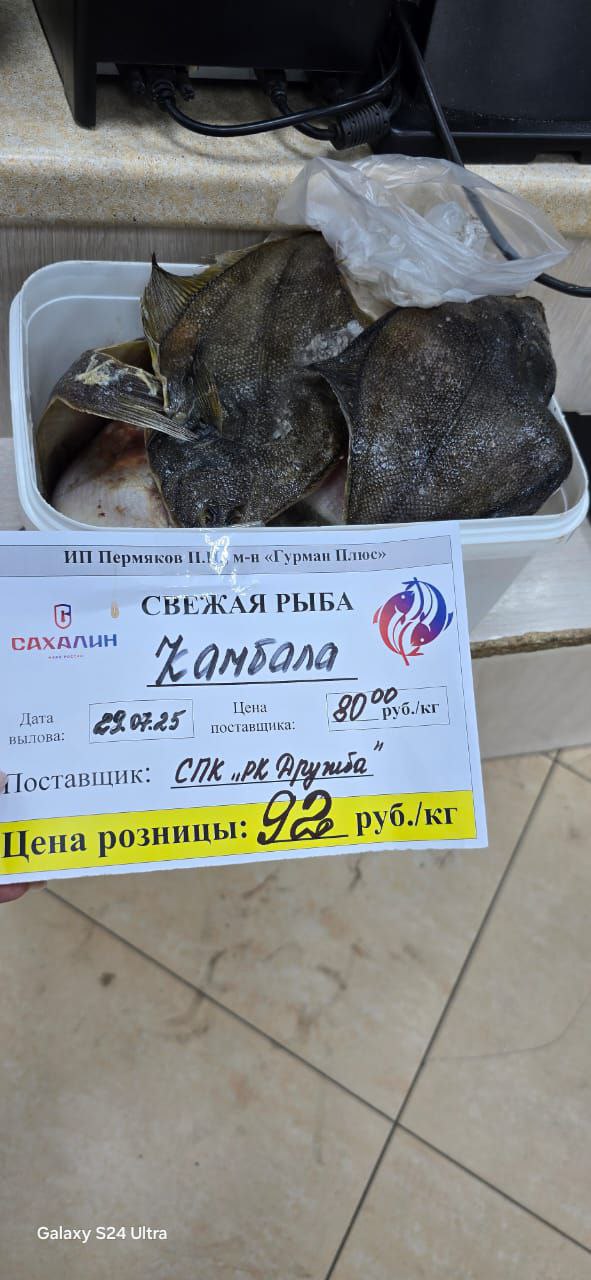 ИП Пермяков П.П., м-н «Гурман Плюс»
СВЕЖАЯ РЫБА
САХАЛИН
Камбала
Дата вылова: 29.07.25
Цена поставщика: 80⁰⁰ руб./кг
Поставщик: СПК „РК Дружба"
Цена розницы: 92 руб./кг
Galaxy S24 Ultra